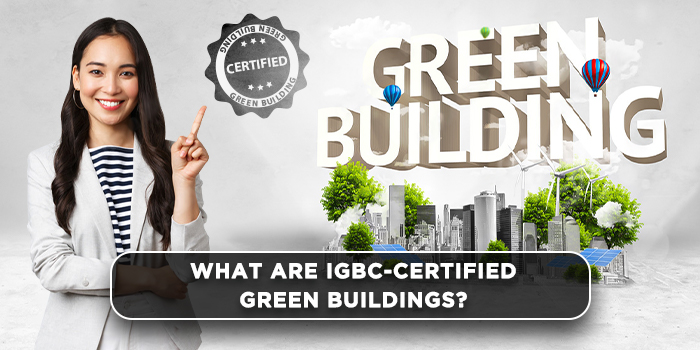 GREEN BUILDING
CERTIFIED
GREEN BUILDING
GREEN
BUILDING
WHAT ARE IGBC-CERTIFIED
GREEN BUILDINGS?